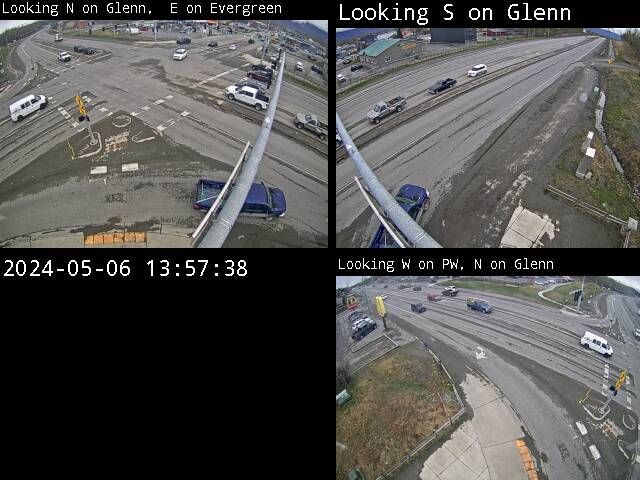 Looking N on Glenn, E on Evergreen
Looking S on Glenn
2024-05-06 13:57:38
Looking W on PW, N on Glenn